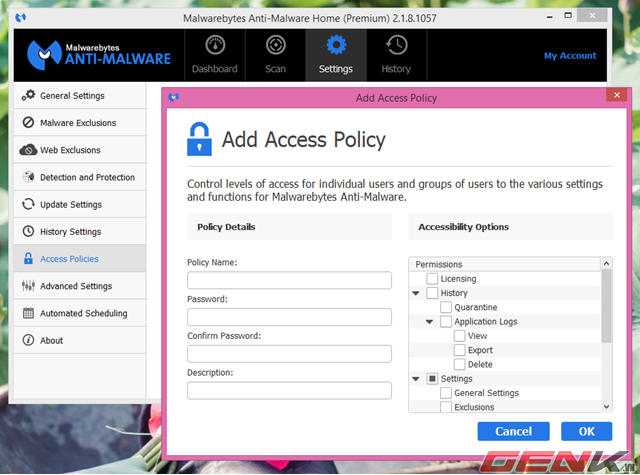 Malwarebytes Anti-Malware Home (Premium) 2.1.8.1057
Malwarebytes
ANTI-MALWARE
Dashboard
Scan
Settings
History
My Account
General Settings
Malware Exclusions
Web Exclusions
Detection and Protection
Update Settings
History Settings
Access Policies
Advanced Settings
Automated Scheduling
About
Add Access Policy
Add Access Policy
Control levels of access for individual users and groups of users to the various settings
and functions for Malwarebytes Anti-Malware.
Policy Details
Policy Name:
Password:
Confirm Password:
Description:
Accessibility Options
Permissions
Licensing
History
Quarantine
Application Logs
View
Export
Delete
Settings
General Settings
Exclusions
Cancel
OK
GENK